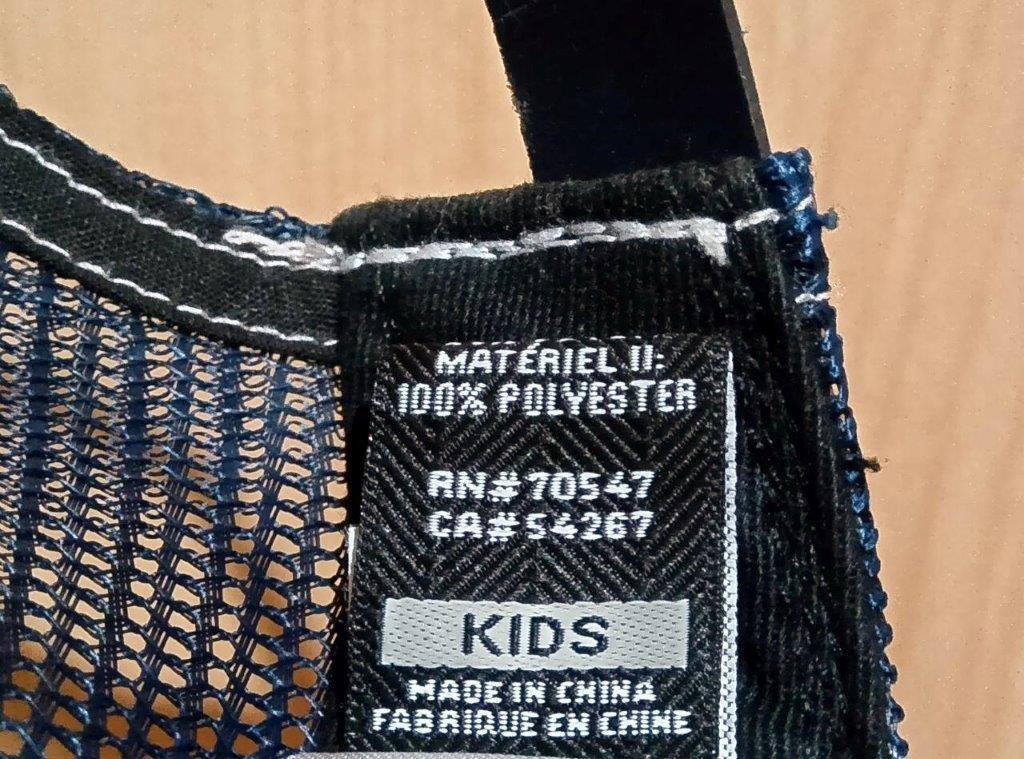 MATÉRIEL II:
100% POLYESTER
RN#70547
CA#54267
KIDS
MADE IN CHINA
FABRIQUE EN CHINE